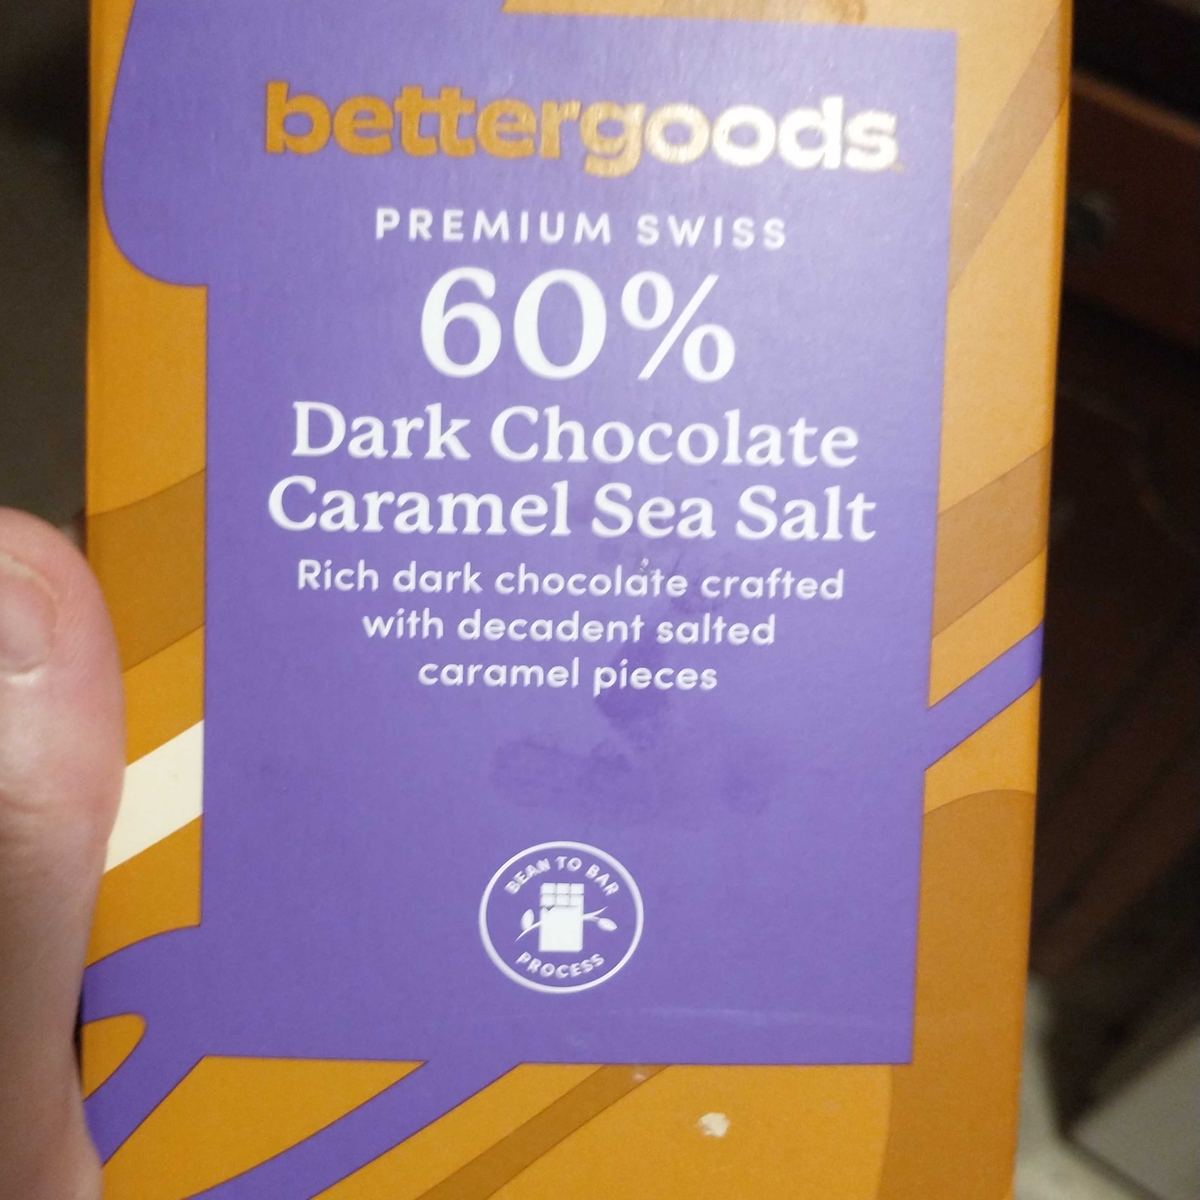 bettergoods
PREMIUM SWISS
60%
Dark Chocolate
Caramel Sea Salt
Rich dark chocolate crafted
with decadent salted
caramel pieces
BEAN TO BAR
PROCESS